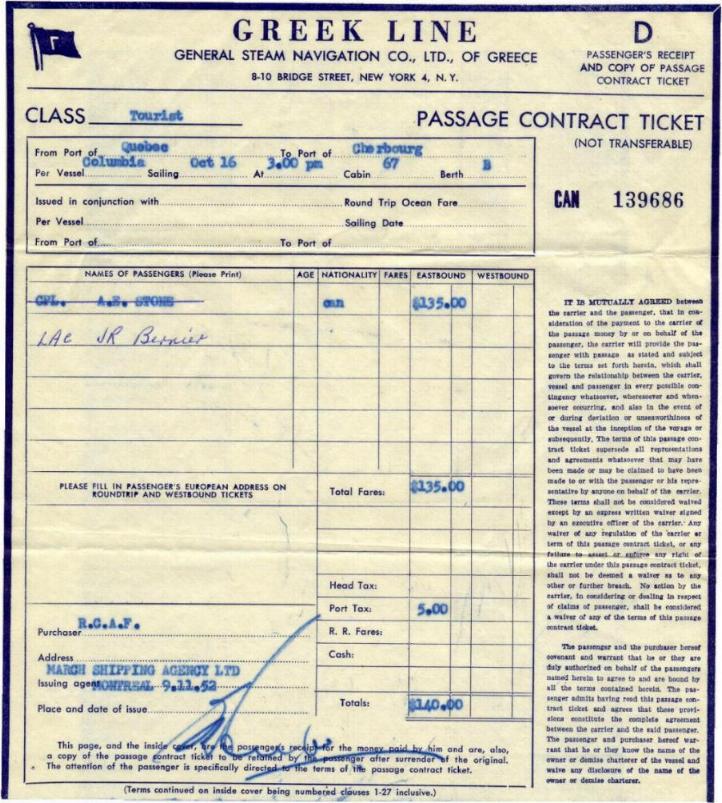 GREEK LINE
GENERAL STEAM NAVIGATION CO., LTD., OF GREECE
8-10 BRIDGE STREET, NEW YORK 4, N. Y.
D
PASSENGER'S RECEIPT
AND COPY OF PASSAGE
CONTRACT TICKET
CLASS Tourist
PASSAGE CONTRACT TICKET
(NOT TRANSFERABLE)
From Port of Quebec To Port of Cherbourg
Per Vessel Columbia Sailing Oct 16 At 3.00 pm Cabin 67 Berth B
Issued in conjunction with Round Trip Ocean Fare
Per Vessel Sailing Date
From Port of To Port of
CAN 139686
NAMES OF PASSENGERS (Please Print) AGE NATIONALITY FARES EASTBOUND WESTBOUND
CPL. A.E. STONE can $135.00
LAC JR Bernier
PLEASE FILL IN PASSENGER'S EUROPEAN ADDRESS ON
ROUNDTRIP AND WESTBOUND TICKETS
Total Fares: $135.00
Head Tax:
Port Tax: 5.00
R. R. Fares:
Cash:
Totals: $140.00
Purchaser R.C.A.F.
Address
MARCH SHIPPING AGENCY LTD
Issuing agent MONTREAL 9.11.52
Place and date of issue
This page, and the inside cover, are the passenger's receipt for the money paid by him and are, also,
a copy of the passage contract ticket to be retained by the passenger after surrender of the original.
The attention of the passenger is specifically directed to the terms of the passage contract ticket.
(Terms continued on inside cover being numbered clauses 1-27 inclusive.)
IT IS MUTUALLY AGREED between
the carrier and the passenger, that in con-
sideration of the payment to the carrier of
the passage money by or on behalf of the
passenger, the carrier will provide the pas-
senger with passage as stated and subject
to the terms set forth herein, which shall
govern the relationship between the carrier,
vessel and passenger in every possible con-
tingency whatsoever, wheresoever and when-
soever occurring, and also in the event of
or during deviation or unseaworthiness of
the vessel at the inception of the voyage or
subsequently. The terms of this passage con-
tract ticket supersede all representations
and agreements whatsoever that may have
been made or may be claimed to have been
made to or with the passenger or his repre-
sentative by anyone on behalf of the carrier.
These terms shall not be considered waived
except by an express written waiver signed
by an executive officer of the carrier. Any
waiver of any regulation of the carrier or
term of this passage contract ticket, or any
failure to assert or enforce any right of
the carrier under this passage contract ticket,
shall not be deemed a waiver as to any
other or further breach. No action by the
carrier, in considering or dealing in respect
of claims of passenger, shall be considered
a waiver of any of the terms of this passage
contract ticket.
The passenger and the purchaser hereof
covenant and warrant that he or they are
duly authorized on behalf of the passengers
named herein to agree to and are bound by
all the terms contained herein. The pas-
senger admits having read this passage con-
tract ticket and agrees that these provi-
sions constitute the complete agreement
between the carrier and the said passenger.
The passenger and purchaser hereof war-
rant that he or they know the name of the
owner or demise charterer of the vessel and
waive any disclosure of the name of the
owner or demise charterer.